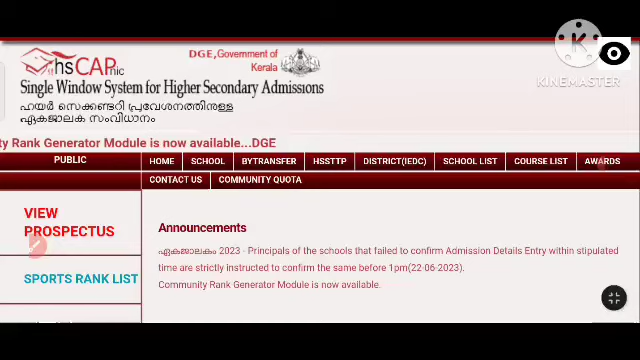 hsCAP nic
DGE, Government of
Kerala
K
KINEMASTER
Single Window System for Higher Secondary Admissions
ഹയർ സെക്കണ്ടറി പ്രവേശനത്തിനുള്ള
ഏകജാലക സംവിധാനം
ty Rank Generator Module is now available...DGE
PUBLIC
HOME SCHOOL BYTRANSFER HSSTTP DISTRICT(IEDC) SCHOOL LIST COURSE LIST AWARDS
CONTACT US COMMUNITY QUOTA
VIEW
PROSPECTUS
SPORTS RANK LIST
Announcements
ഏകജാലകം 2023 - Principals of the schools that failed to confirm Admission Details Entry within stipulated
time are strictly instructed to confirm the same before 1pm(22-06-2023).
Community Rank Generator Module is now available.